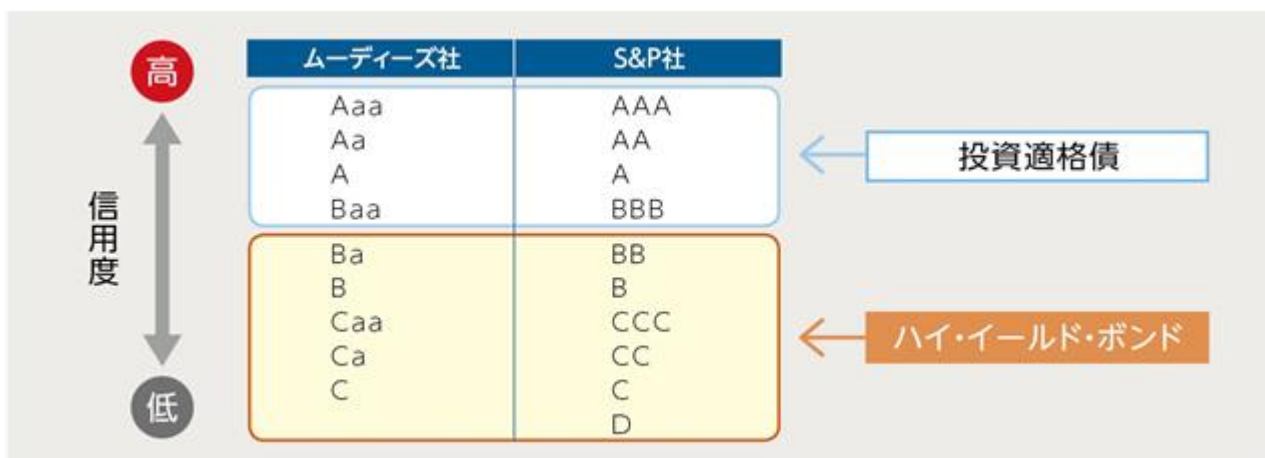 高
信用度
低
ムーディーズ社 S&P社
Aaa AAA
Aa AA
A A
Baa BBB
Ba BB
B B
Caa CCC
Ca CC
C C
D
投資適格債
ハイ・イールド・ボンド